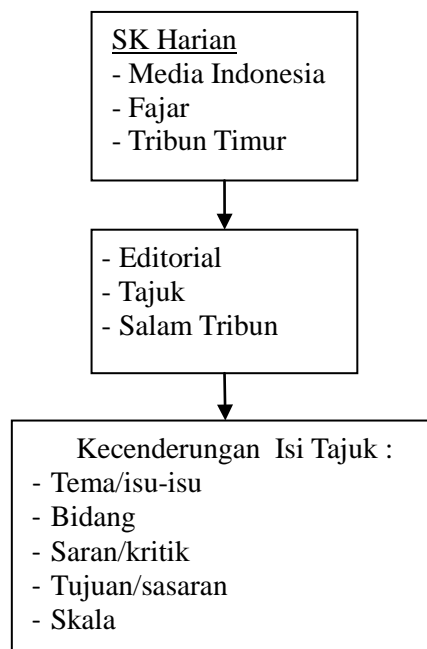 SK Harian
- Media Indonesia
- Fajar
- Tribun Timur
- Editorial
- Tajuk
- Salam Tribun
Kecenderungan Isi Tajuk :
- Tema/isu-isu
- Bidang
- Saran/kritik
- Tujuan/sasaran
- Skala